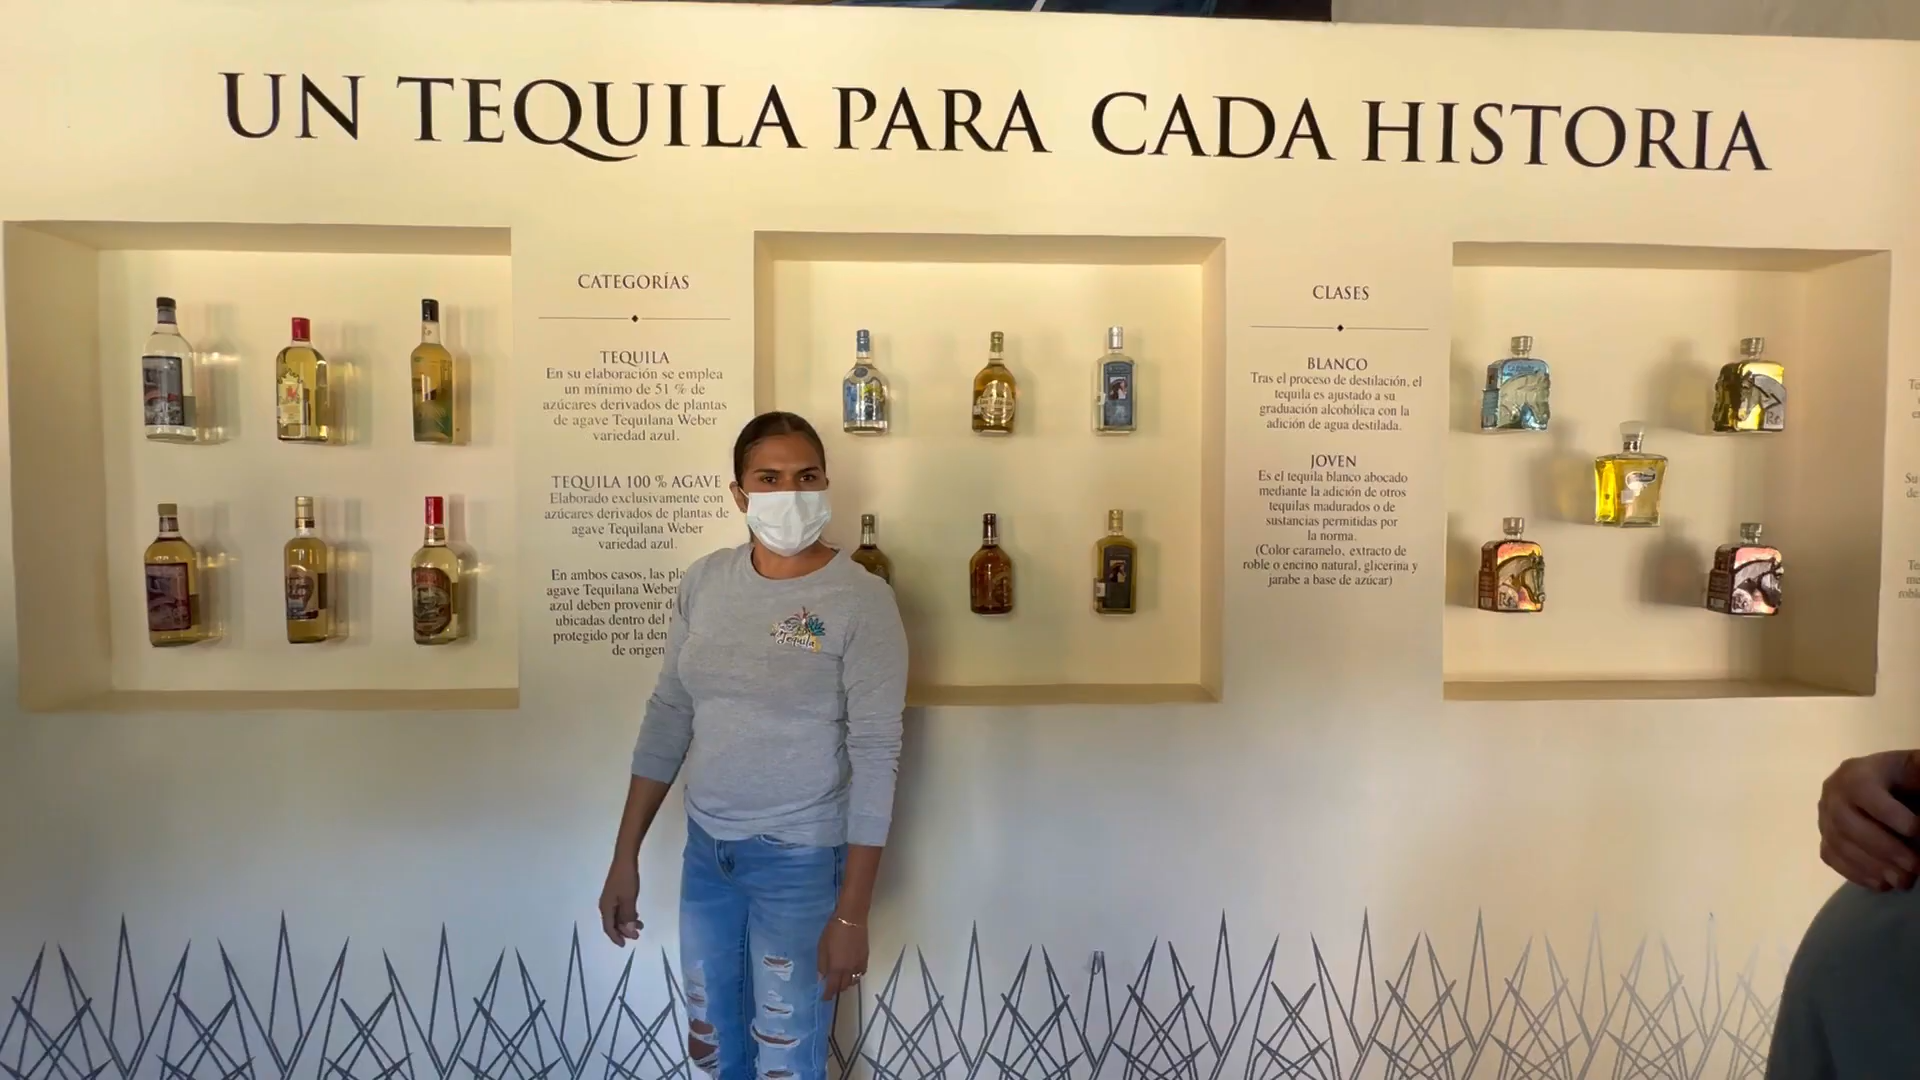 UN TEQUILA PARA CADA HISTORIA
CATEGORÍAS
TEQUILA
En su elaboración se emplea
un mínimo de 51 % de
azúcares derivados de plantas
de agave Tequilana Weber
variedad azul.
TEQUILA 100 % AGAVE
Elaborado exclusivamente con
azúcares derivados de plantas de
agave Tequilana Weber
variedad azul.
En ambos casos, las
agave Tequilana Weber
azul deben provenir
ubicadas dentro del
protegido por la
de origen
CLASES
BLANCO
Tras el proceso de destilación, el
tequila es ajustado a su
graduación alcohólica con la
adición de agua destilada.
JOVEN
Es el tequila blanco abocado
mediante la adición de otros
tequilas madurados o de
sustancias permitidas por
la norma.
(Color caramelo, extracto de
roble o encino natural, glicerina y
jarabe a base de azúcar)
Tequila